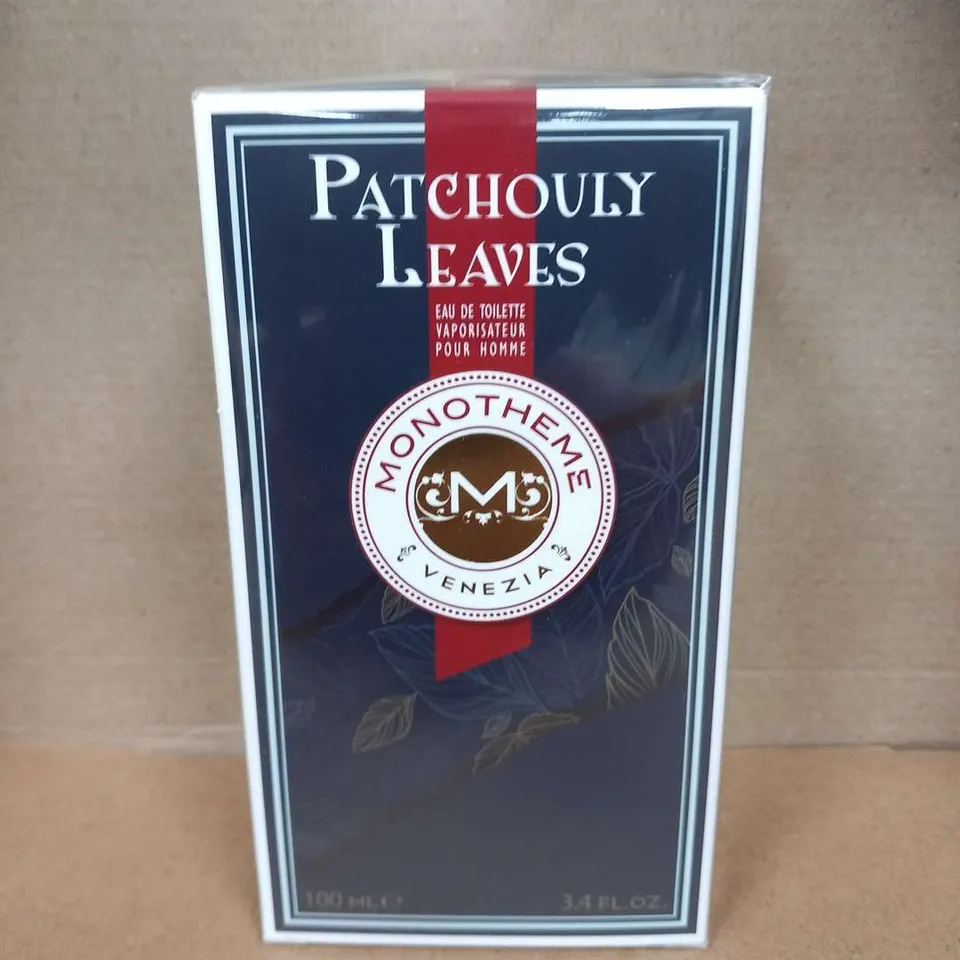 PATCHOULY
LEAVES
EAU DE TOILETTE
VAPORISATEUR
POUR HOMME
MONOTHEME
M
VENEZIA
100 ML ℮
3.4 FL.OZ.